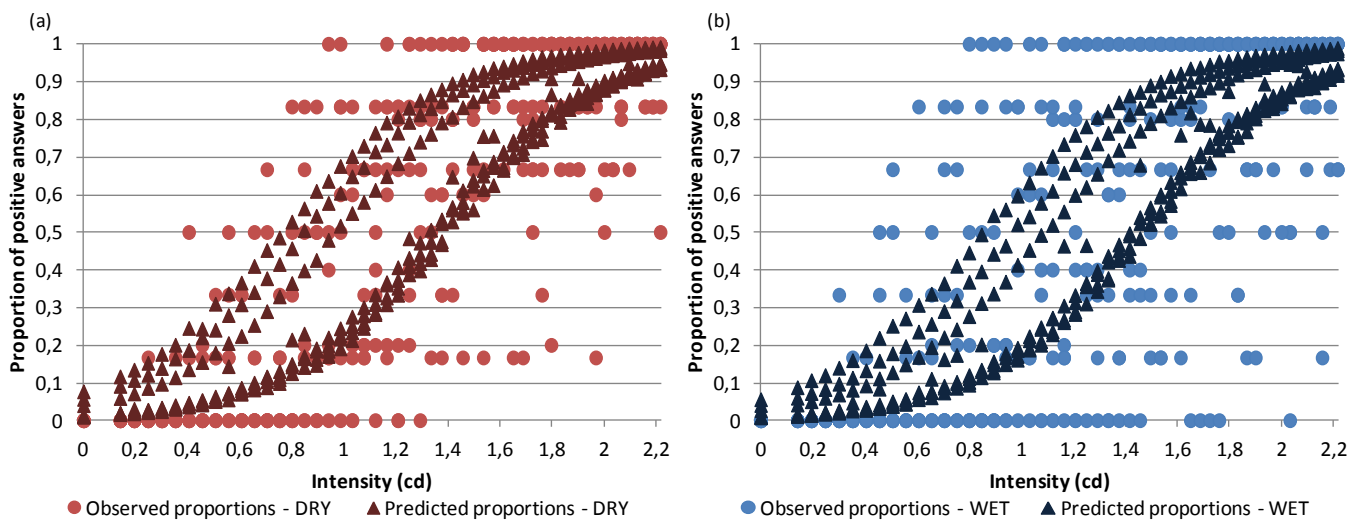 (a)
Proportion of positive answers
1
0,9
0,8
0,7
0,6
0,5
0,4
0,3
0,2
0,1
0
0 0,2 0,4 0,6 0,8 1 1,2 1,4 1,6 1,8 2 2,2
Intensity (cd)
Observed proportions - DRY Predicted proportions - DRY
(b)
Proportion of positive answers
1
0,9
0,8
0,7
0,6
0,5
0,4
0,3
0,2
0,1
0
0 0,2 0,4 0,6 0,8 1 1,2 1,4 1,6 1,8 2 2,2
Intensity (cd)
Observed proportions - WET Predicted proportions - WET